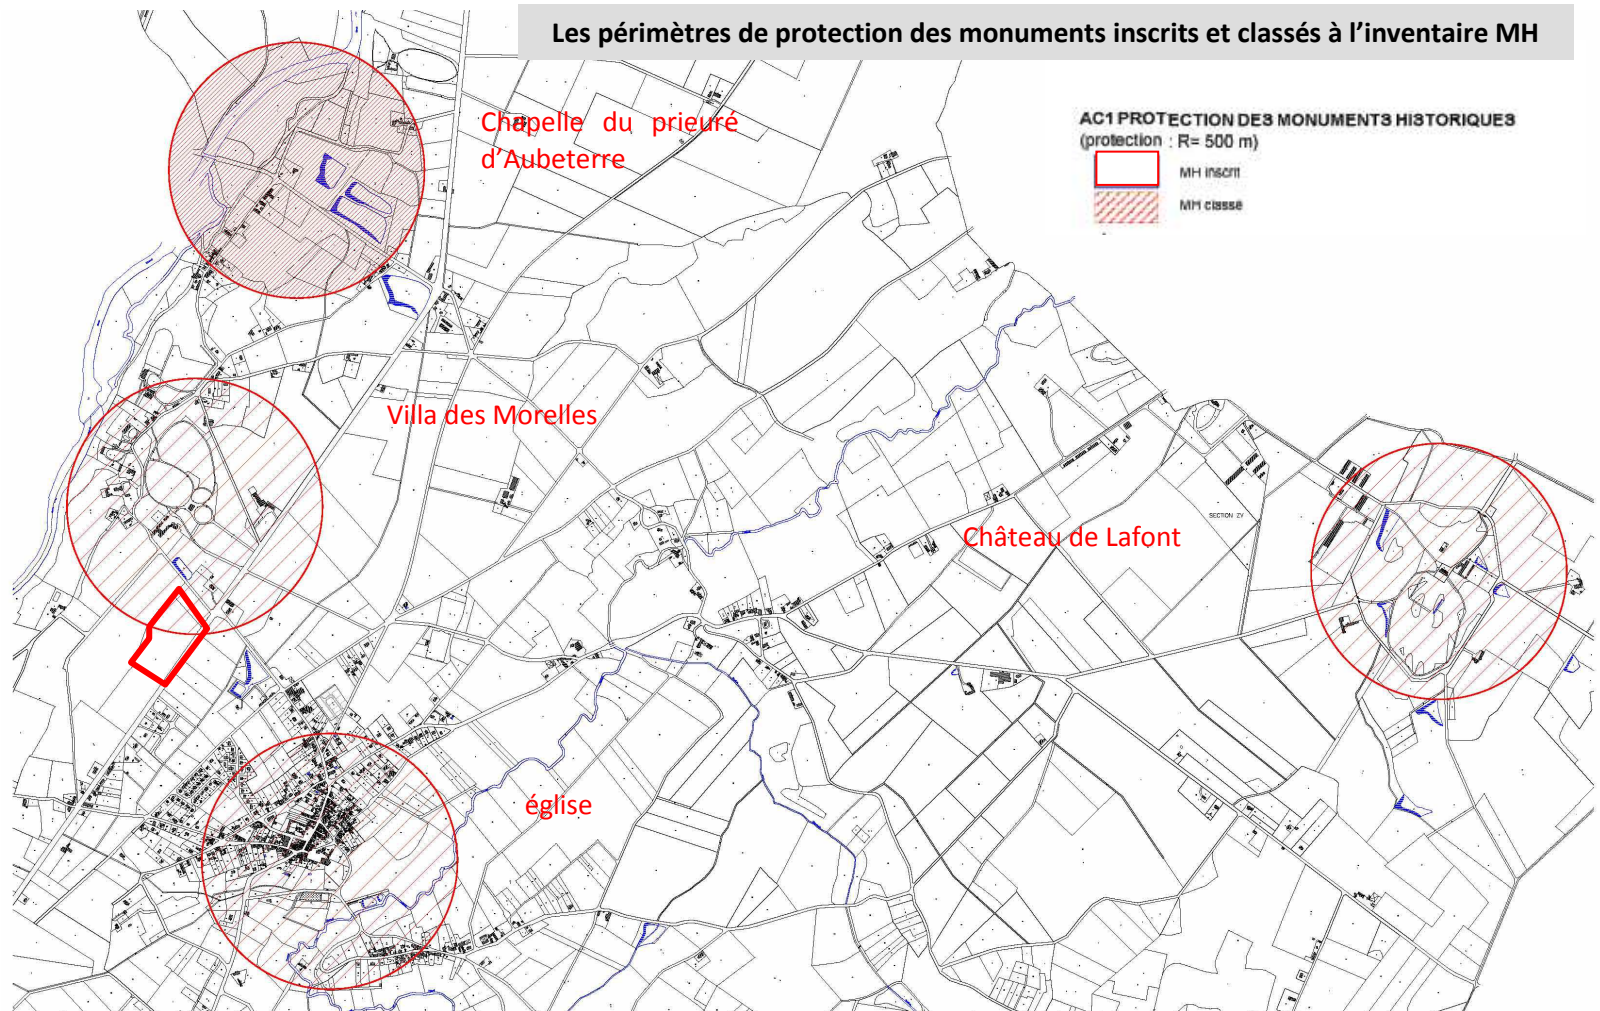 Les périmètres de protection des monuments inscrits et classés à l'inventaire MH
AC1 PROTECTION DES MONUMENTS HISTORIQUES
(protection : R= 500 m)
MH inscrit
MH classé
Chapelle du prieuré
d'Aubeterre
Villa des Morelles
Château de Lafont
SECTION ZV
église